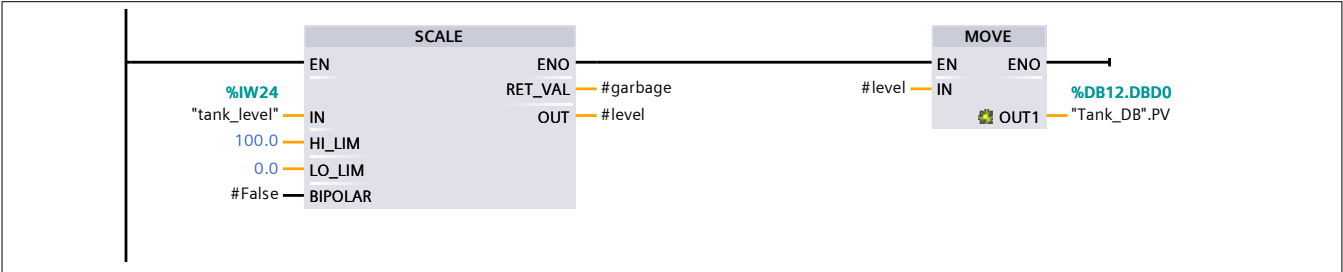 SCALE
EN
ENO
%IW24
"tank_level"
IN
RET_VAL
#garbage
OUT
#level
100.0
HI_LIM
0.0
LO_LIM
#False
BIPOLAR
MOVE
EN
ENO
#level
IN
%DB12.DBD0
OUT1
"Tank_DB".PV